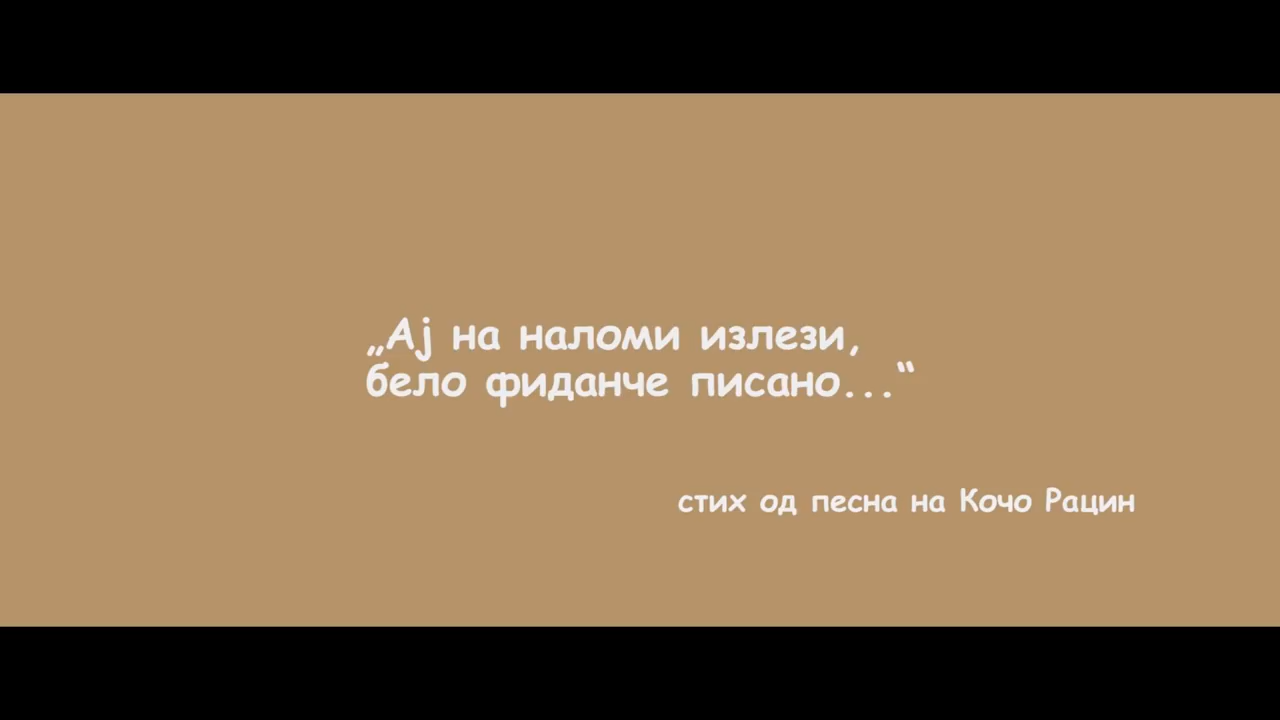 „Ај на наломи излези,
бело фиданче писано...“
стих од песна на Кочо Рацин